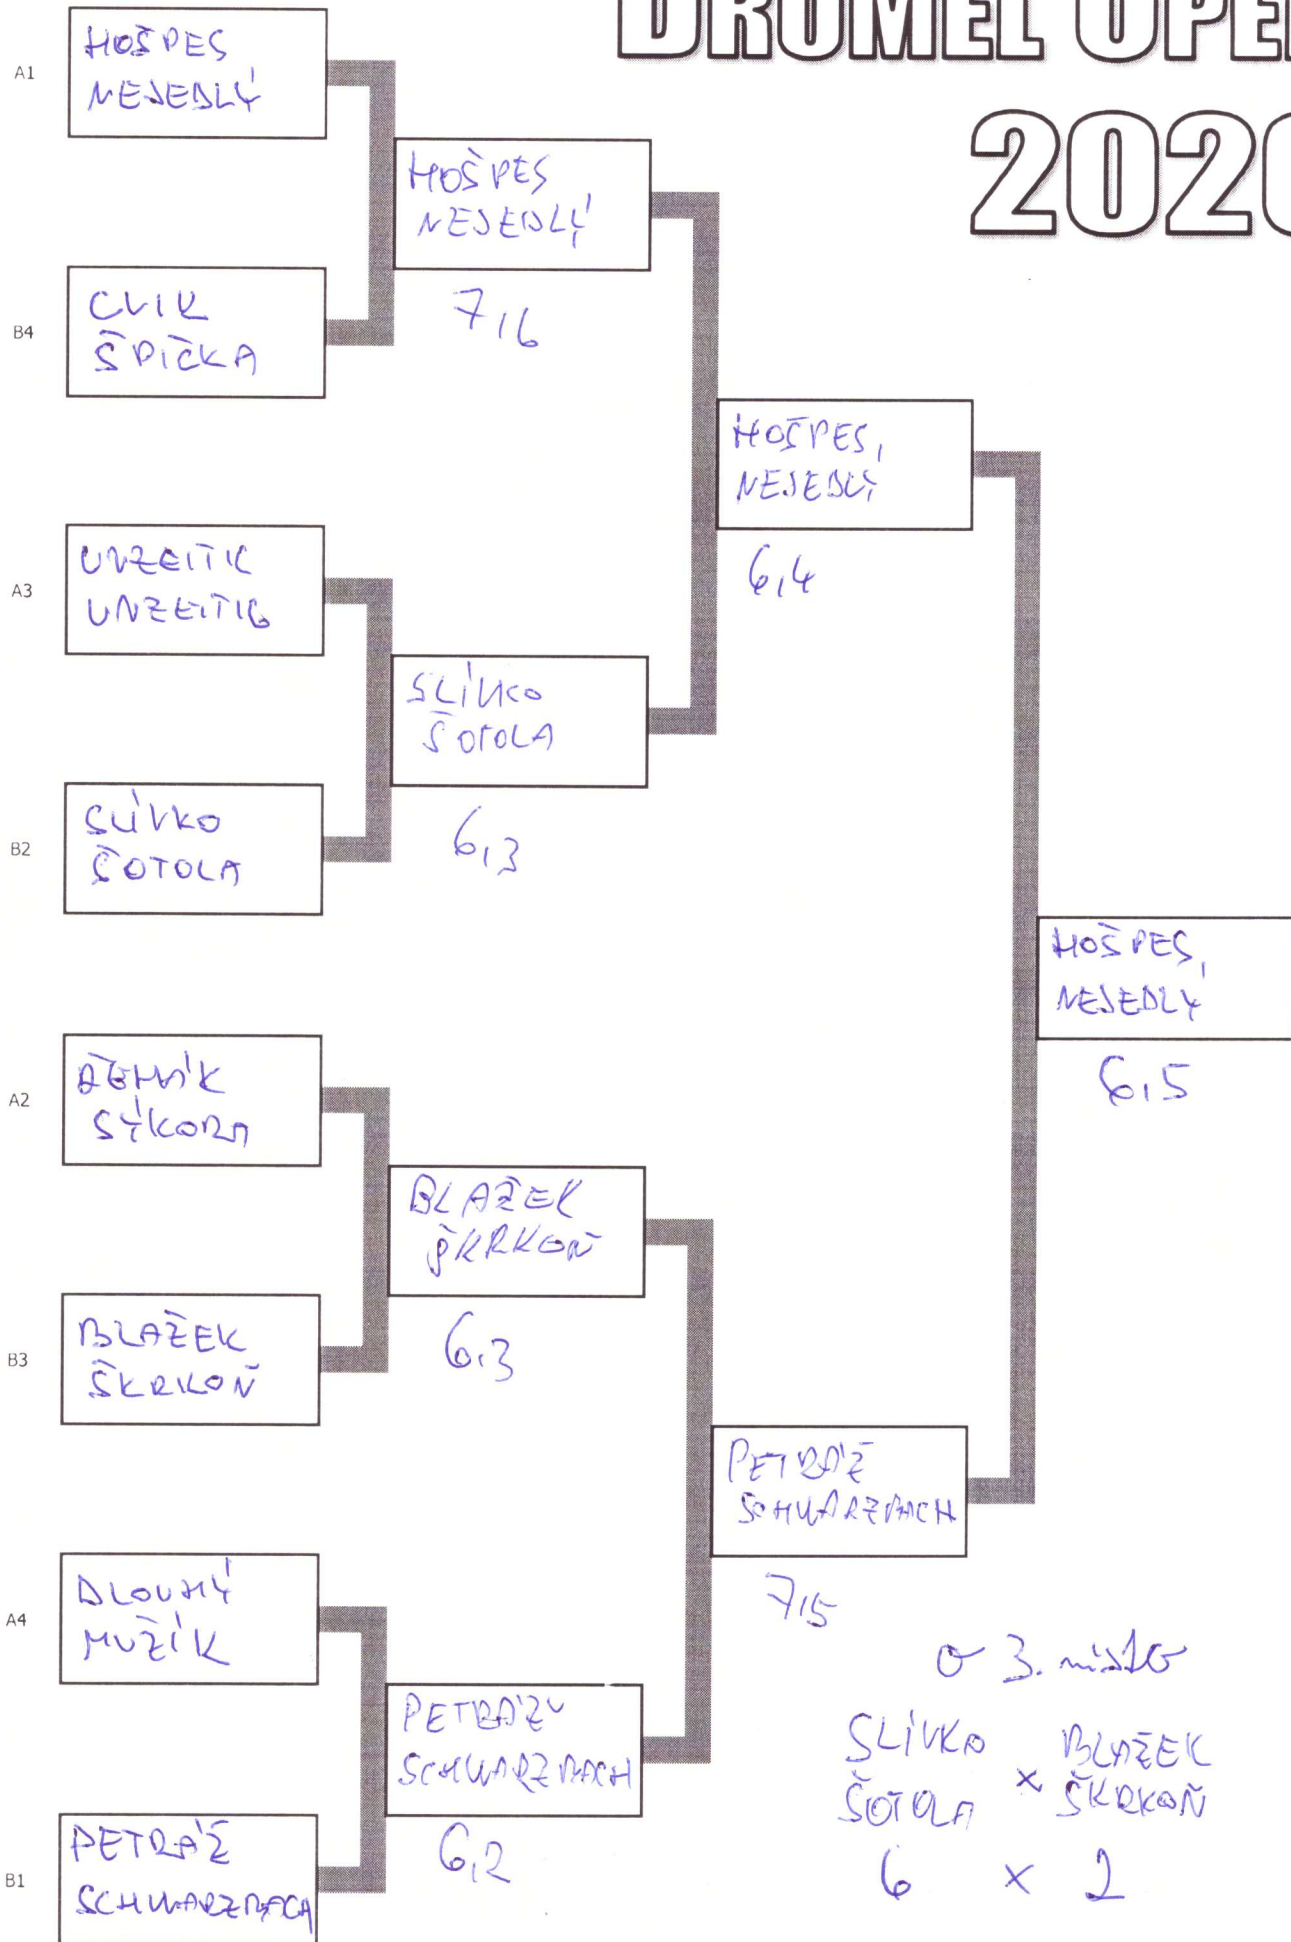 DRUMEL OPE
202
A1
HOŠPES
NEJEDLÝ
HOŠPES
NEJEDLÝ
7,6
B4
CVIK
ŠPIČKA
HOŠPES,
NEJEDLÝ
6,4
A3
UNZEITIG
UNZEITIG
SLÍVKO
ŠOTOLA
6,3
B2
SLÍVKO
ŠOTOLA
HOŠPES,
NEJEDLÝ
6,5
A2
ŘEHÁK
SÝKORA
BLAŽEK
ŠKRKOŇ
6,3
B3
BLAŽEK
ŠKRKOŇ
PETRÁŽ
SCHWARZBACH
7,5
A4
DLOUHÝ
MUŽÍK
PETRÁŽ
SCHWARZBACH
6,2
B1
PETRÁŽ
SCHWARZBACH
O 3. místo
SLÍVKO × BLAŽEK
ŠOTOLA ŠKRKOŇ
6 × 2